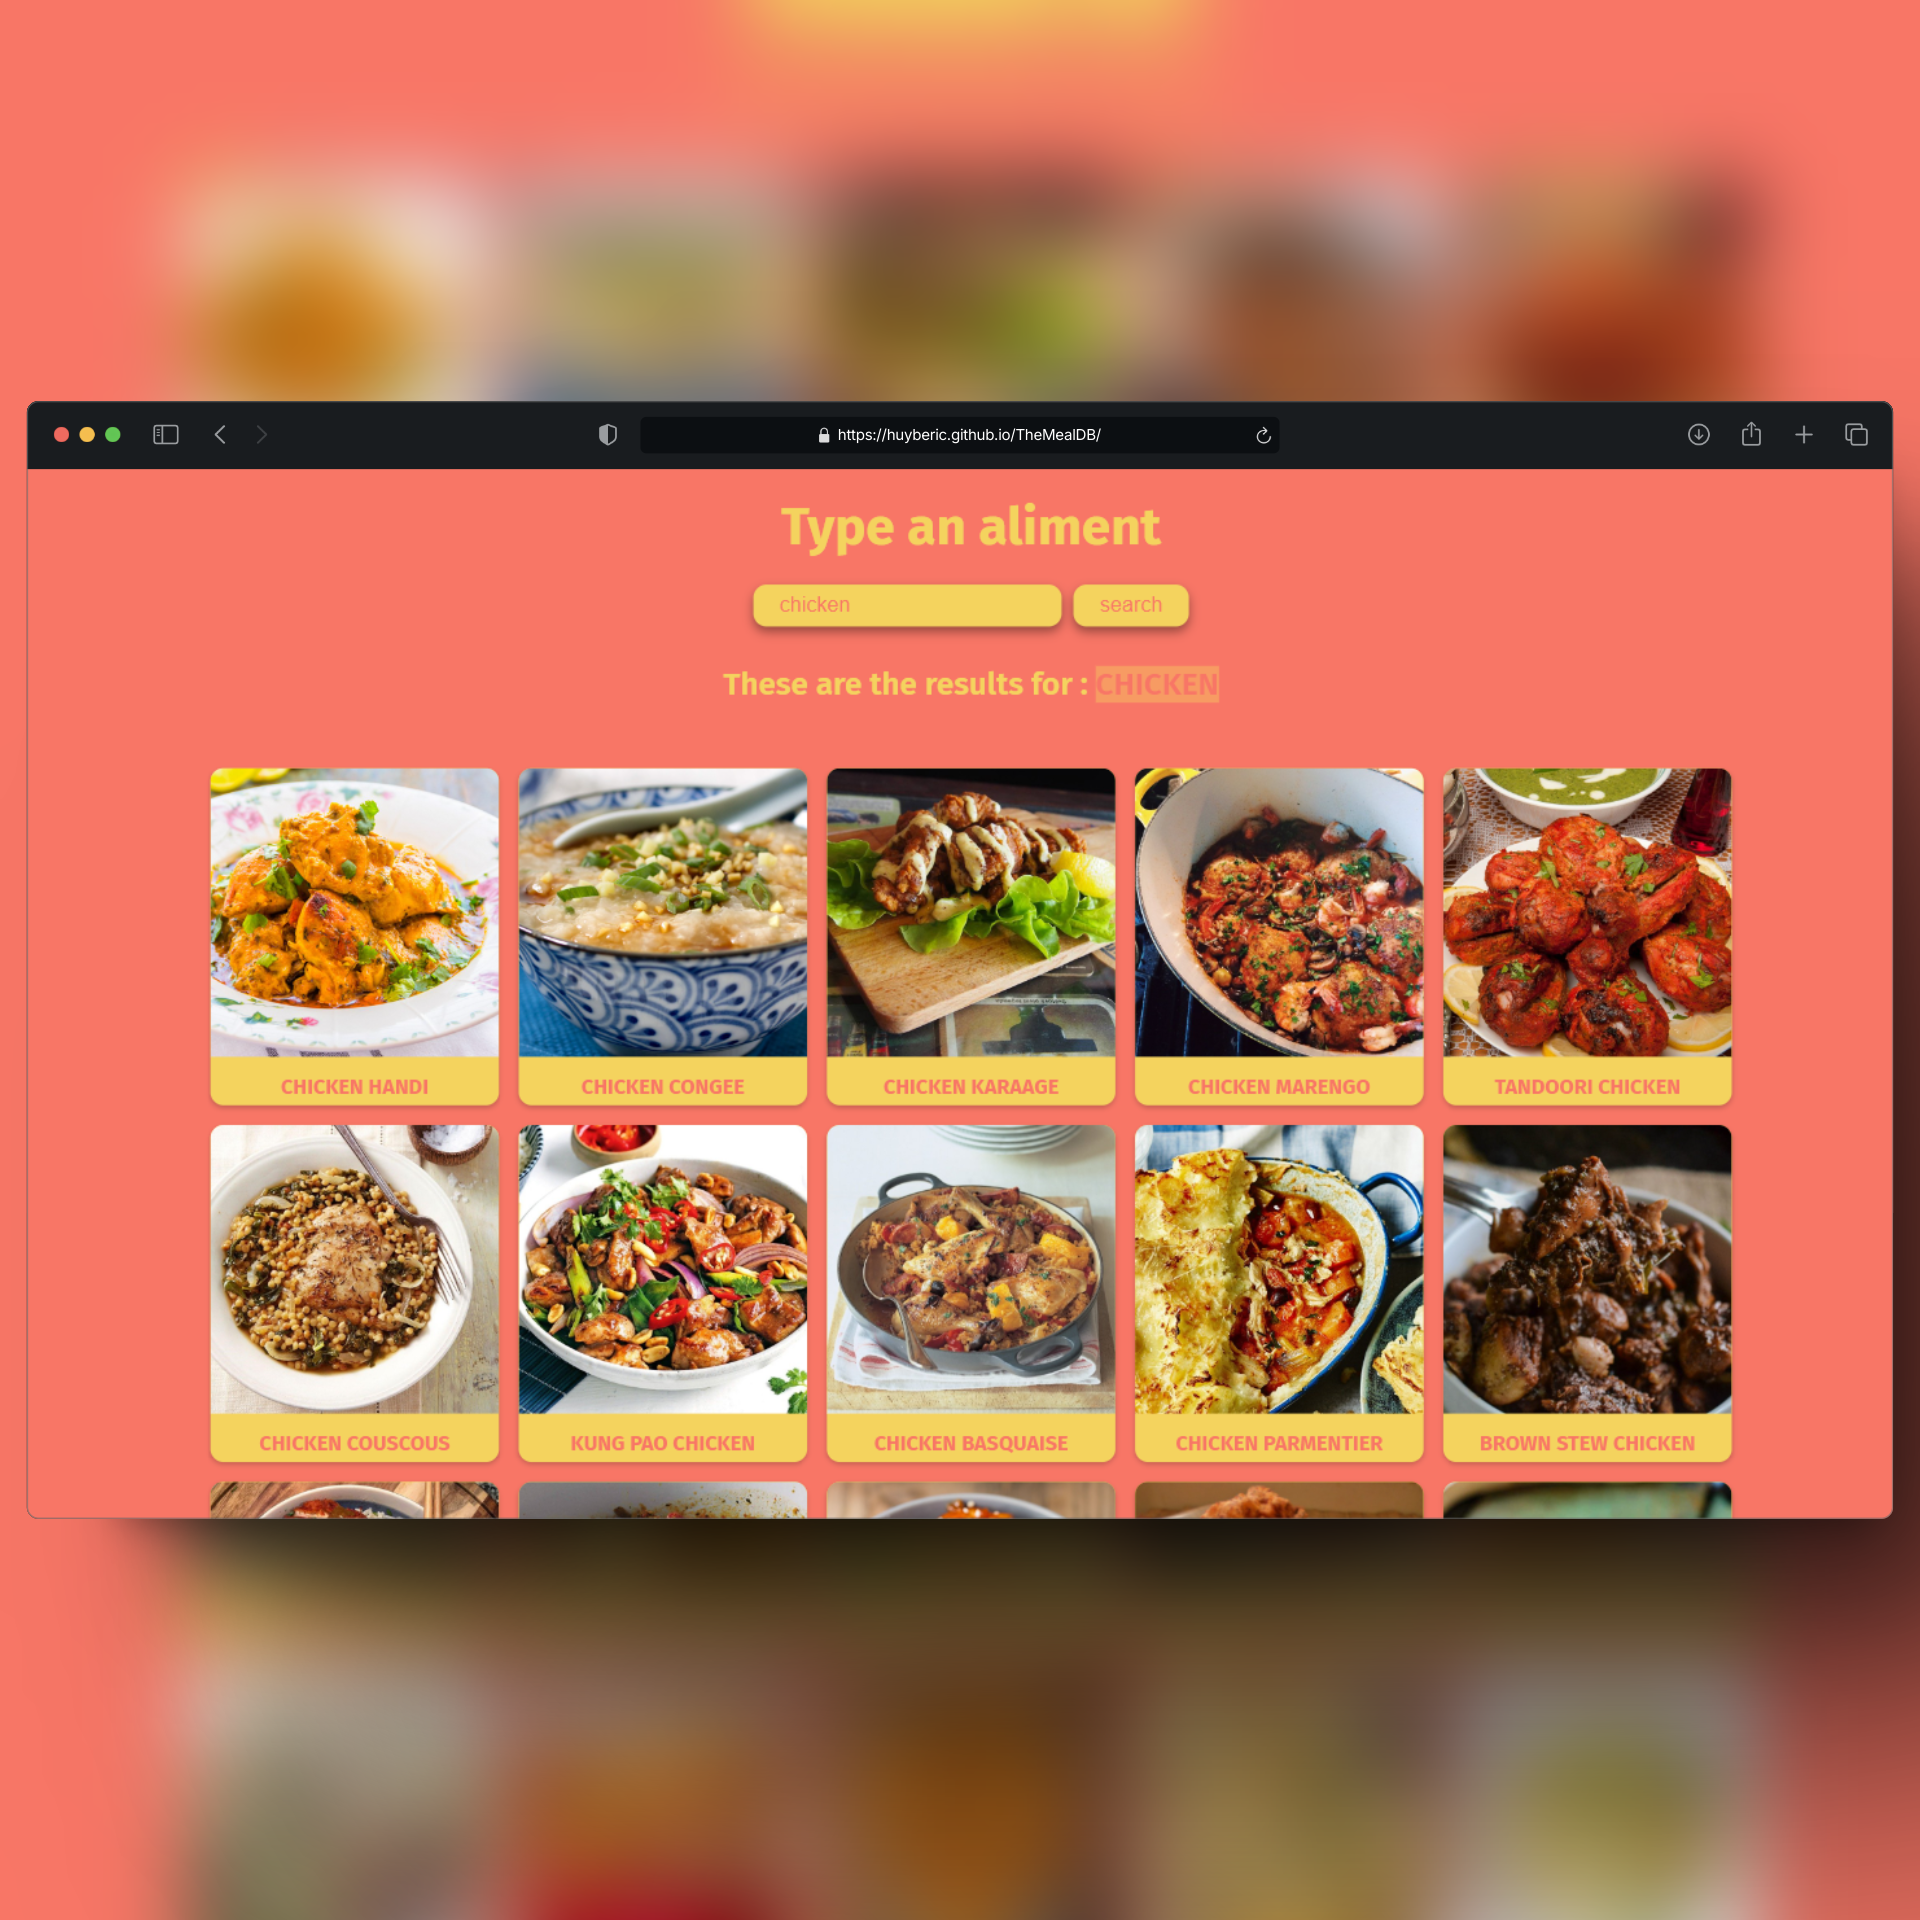 https://huyberic.github.io/TheMealDB/
Type an aliment
chicken
search
These are the results for : CHICKEN
CHICKEN HANDI
CHICKEN CONGEE
CHICKEN KARAAGE
CHICKEN MARENGO
TANDOORI CHICKEN
CHICKEN COUSCOUS
KUNG PAO CHICKEN
CHICKEN BASQUAISE
CHICKEN PARMENTIER
BROWN STEW CHICKEN